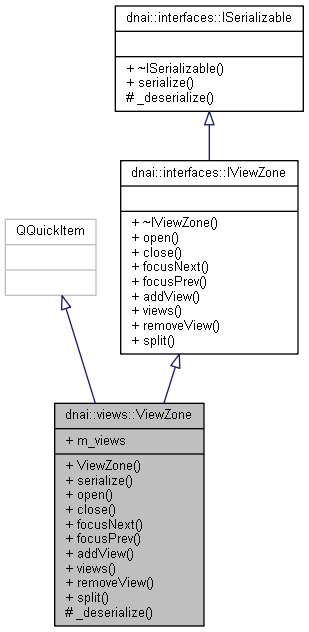 dnai::interfaces::ISerializable
+ ~ISerializable()
+ serialize()
# _deserialize()
dnai::interfaces::IViewZone
+ ~IViewZone()
+ open()
+ close()
+ focusNext()
+ focusPrev()
+ addView()
+ views()
+ removeView()
+ split()
QQuickItem
dnai::views::ViewZone
+ m_views
+ ViewZone()
+ serialize()
+ open()
+ close()
+ focusNext()
+ focusPrev()
+ addView()
+ views()
+ removeView()
+ split()
# _deserialize()